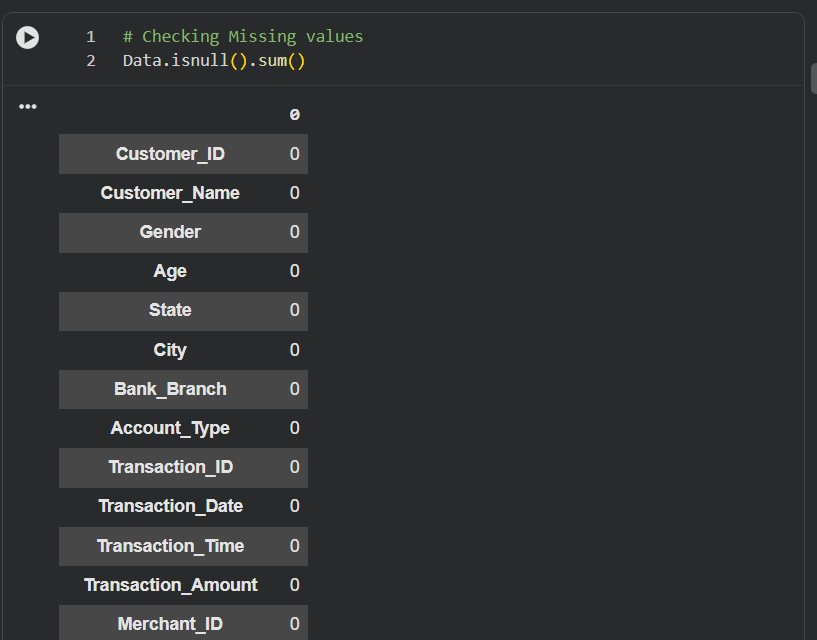 1 # Checking Missing values
2 Data.isnull().sum()
0
Customer_ID 0
Customer_Name 0
Gender 0
Age 0
State 0
City 0
Bank_Branch 0
Account_Type 0
Transaction_ID 0
Transaction_Date 0
Transaction_Time 0
Transaction_Amount 0
Merchant_ID 0